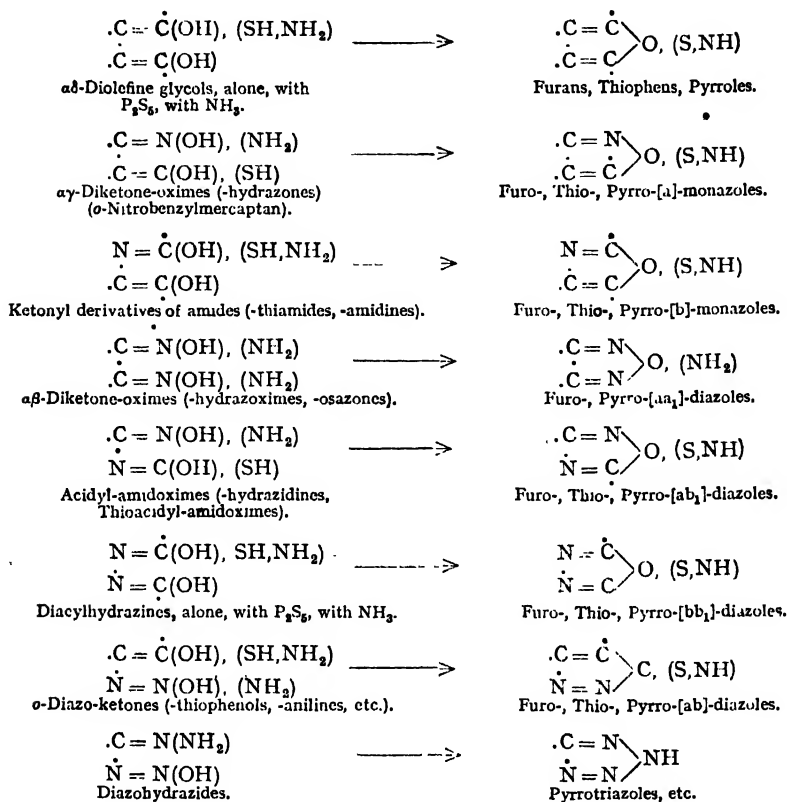 .C = C(OH), (SH,NH₂) ⟶ .C = C
.C = C(OH) .C = C O, (S,NH)
αδ-Diolefine glycols, alone, with
P₂S₅, with NH₃.
Furans, Thiophens, Pyrroles.
.C = N(OH), (NH₂) ⟶ .C = N
.C = C(OH), (SH) .C = C O, (S,NH)
αγ-Diketone-oximes (-hydrazones)
(o-Nitrobenzylmercaptan).
Furo-, Thio-, Pyrro-[a]-monazoles.
N = C(OH), (SH,NH₂) ⟶ N = C
.C = C(OH) .C = C O, (S,NH)
Ketonyl derivatives of amides (-thiamides, -amidines).
Furo-, Thio-, Pyrro-[b]-monazoles.
.C = N(OH), (NH₂) ⟶ .C = N
.C = N(OH), (NH₂) .C = N O, (NH₂)
αβ-Diketone-oximes (-hydrazoximes, -osazones).
Furo-, Pyrro-[aa₁]-diazoles.
.C = N(OH), (NH₂) ⟶ .C = N
N = C(OH), (SH) N = C O, (S,NH)
Acidyl-amidoximes (-hydrazidines,
Thioacidyl-amidoximes).
Furo-, Thio-, Pyrro-[ab₁]-diazoles.
N = C(OH), SH,NH₂) ⟶ N = C
N = C(OH) N = C O, (S,NH)
Diacylhydrazines, alone, with P₂S₅, with NH₃.
Furo-, Thio-, Pyrro-[bb₁]-diazoles.
.C = C(OH), (SH,NH₂) ⟶ .C = C
N = N(OH), (NH₂) N = N C, (S,NH)
o-Diazo-ketones (-thiophenols, -anilines, etc.).
Furo-, Thio-, Pyrro-[ab]-diazoles.
.C = N(NH₂) ⟶ .C = N
N = N(OH) N = N NH
Diazohydrazides.
Pyrrotriazoles, etc.